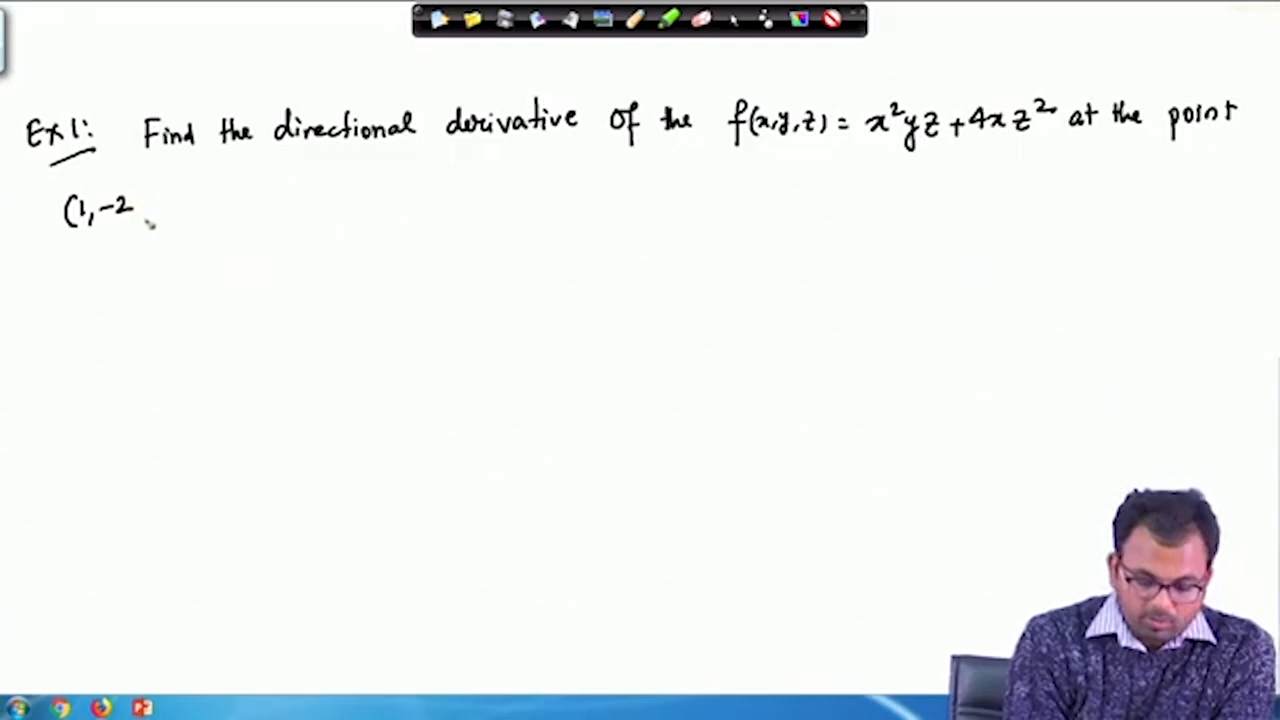 Ex1: Find the directional derivative of the f(x,y,z) = x²yz + 4xz² at the point
(1, -2